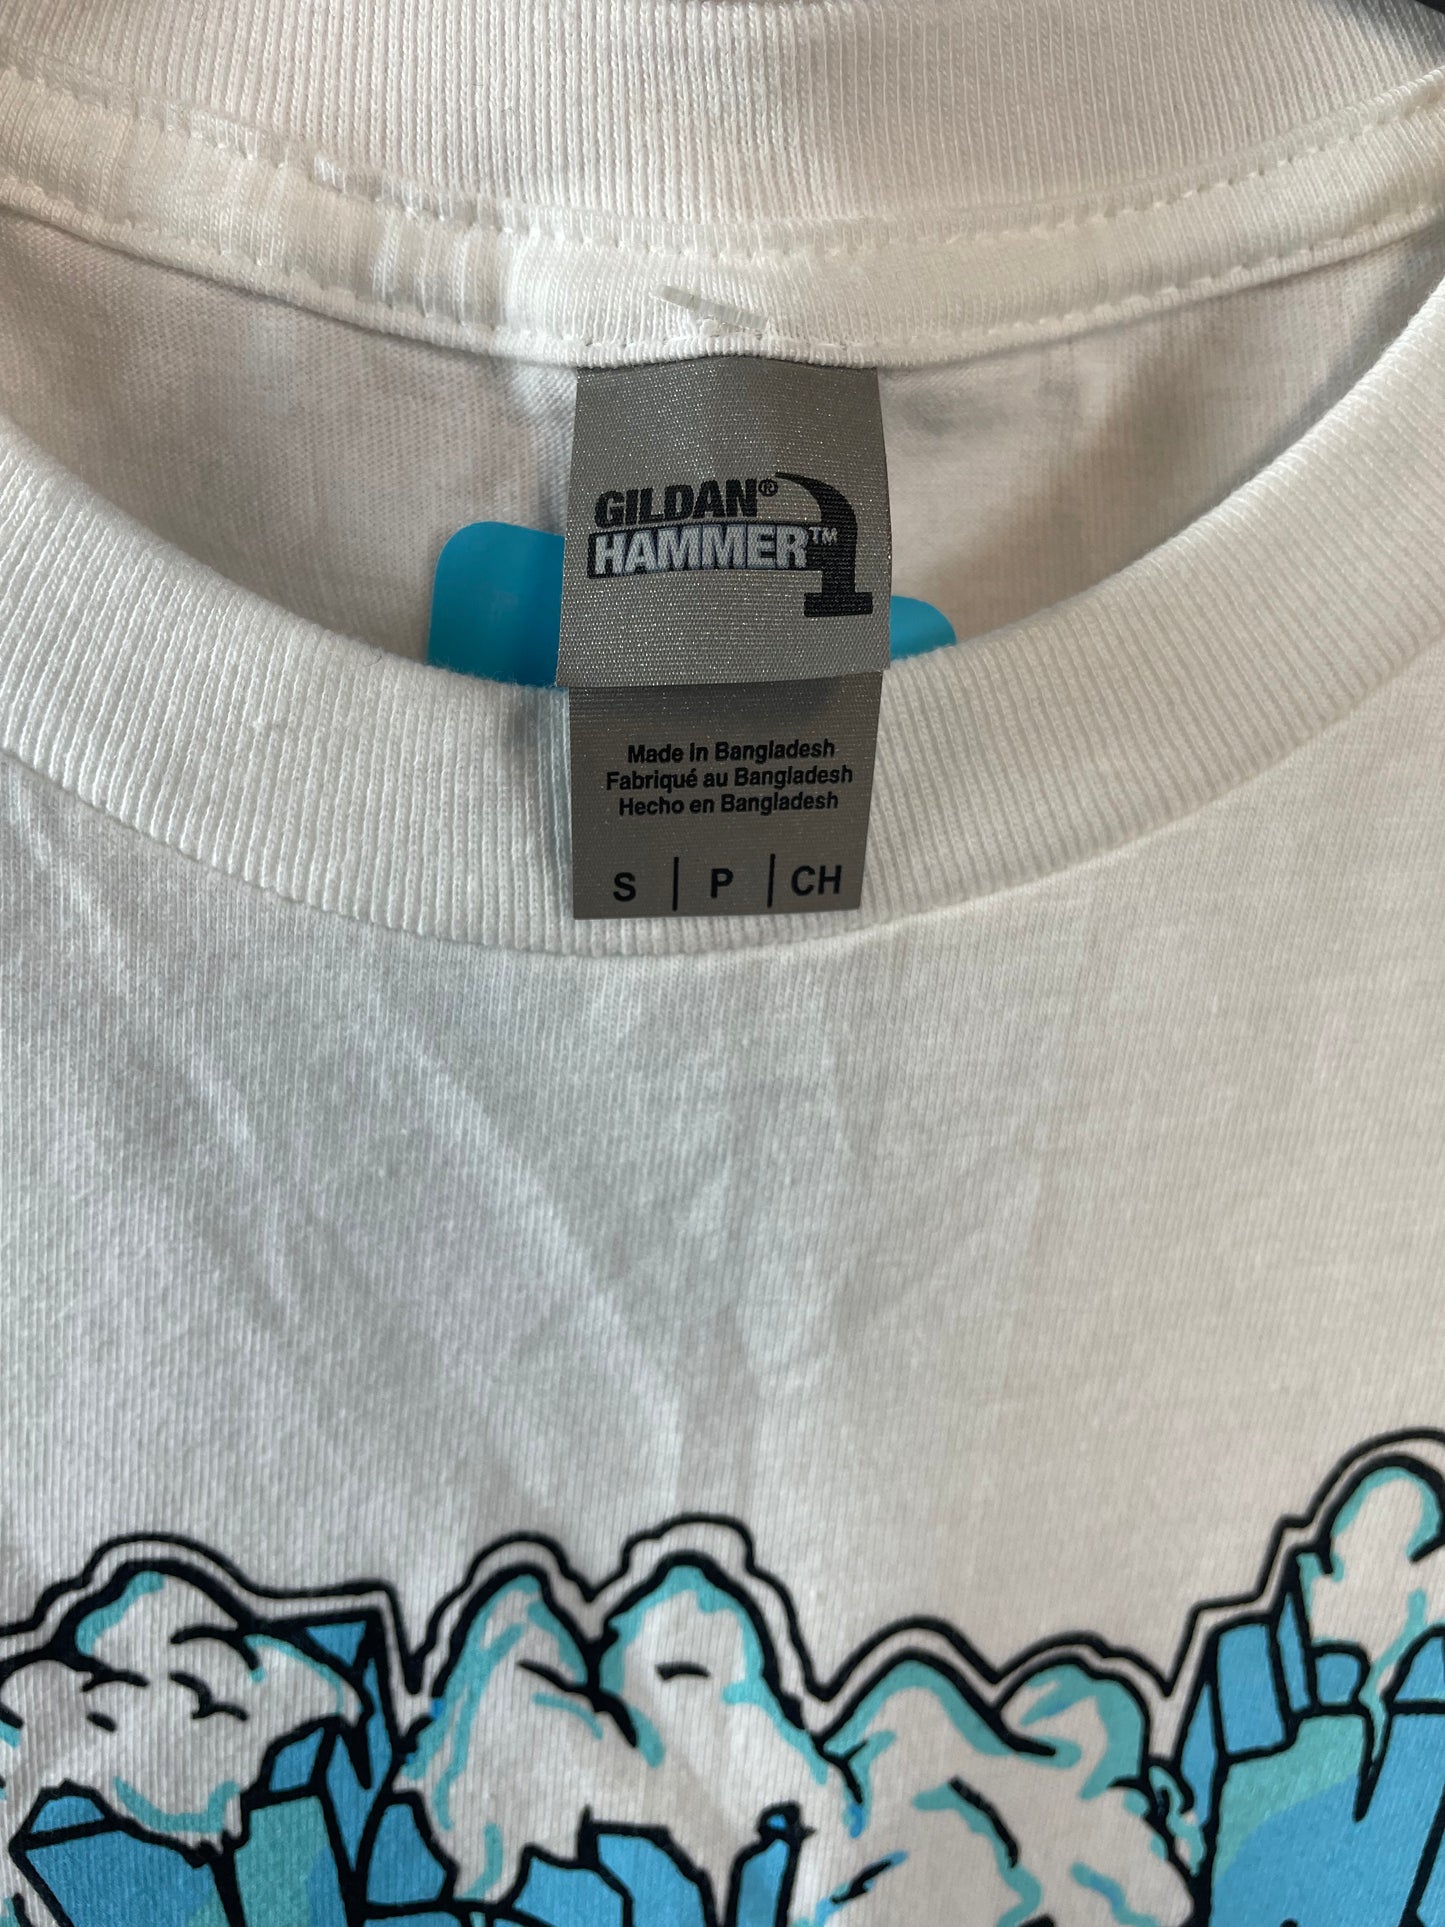 GILDAN®
HAMMER™
Made in Bangladesh
Fabriqué au Bangladesh
Hecho en Bangladesh
S | P | CH